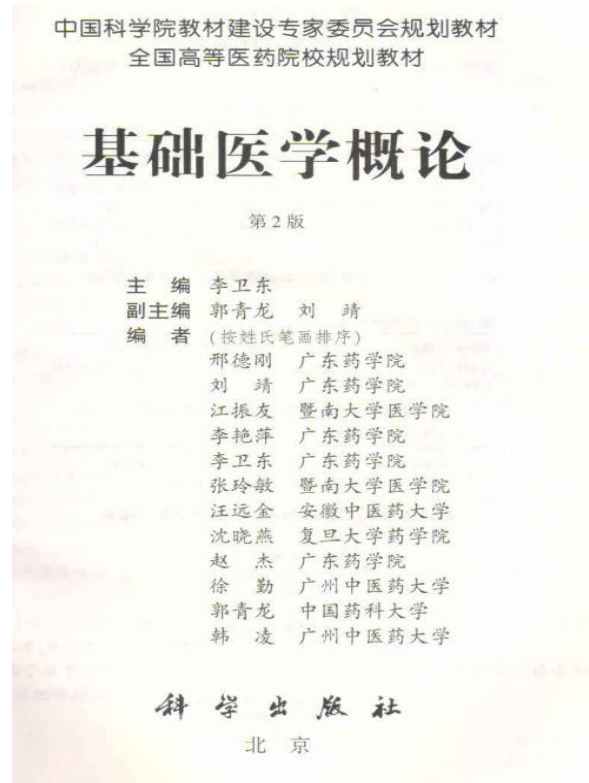 中国科学院教材建设专家委员会规划教材
全国高等医药院校规划教材
基础医学概论
第2版
主 编 李卫东
副主编 郭青龙 刘 靖
编 者 (按姓氏笔画排序)
邢德刚 广东药学院
刘 靖 广东药学院
江振友 暨南大学医学院
李艳萍 广东药学院
李卫东 广东药学院
张玲敏 暨南大学医学院
汪远金 安徽中医药大学
沈晓燕 复旦大学药学院
赵 杰 广东药学院
徐 勤 广州中医药大学
郭青龙 中国药科大学
韩 凌 广州中医药大学
科学出版社
北 京